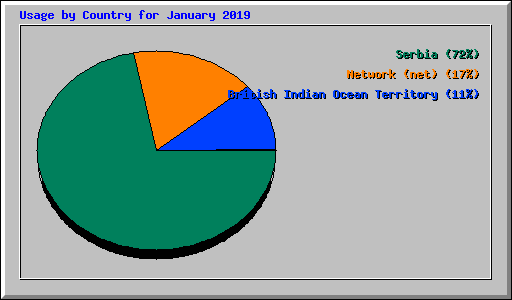 Usage by Country for January 2019
Serbia (72%)
Network (net) (17%)
British Indian Ocean Territory (11%)